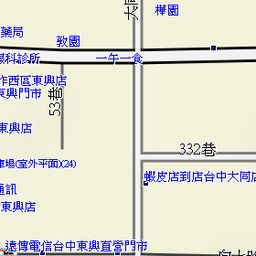 樺園
藥局
敦園
科診所
一午一食
作西區東興店
東興門市
53巷
東興店
332巷
車場(室外平面)(24)
蝦皮店到店台中大同店
通訊
遠傳電信台中東興直營門市